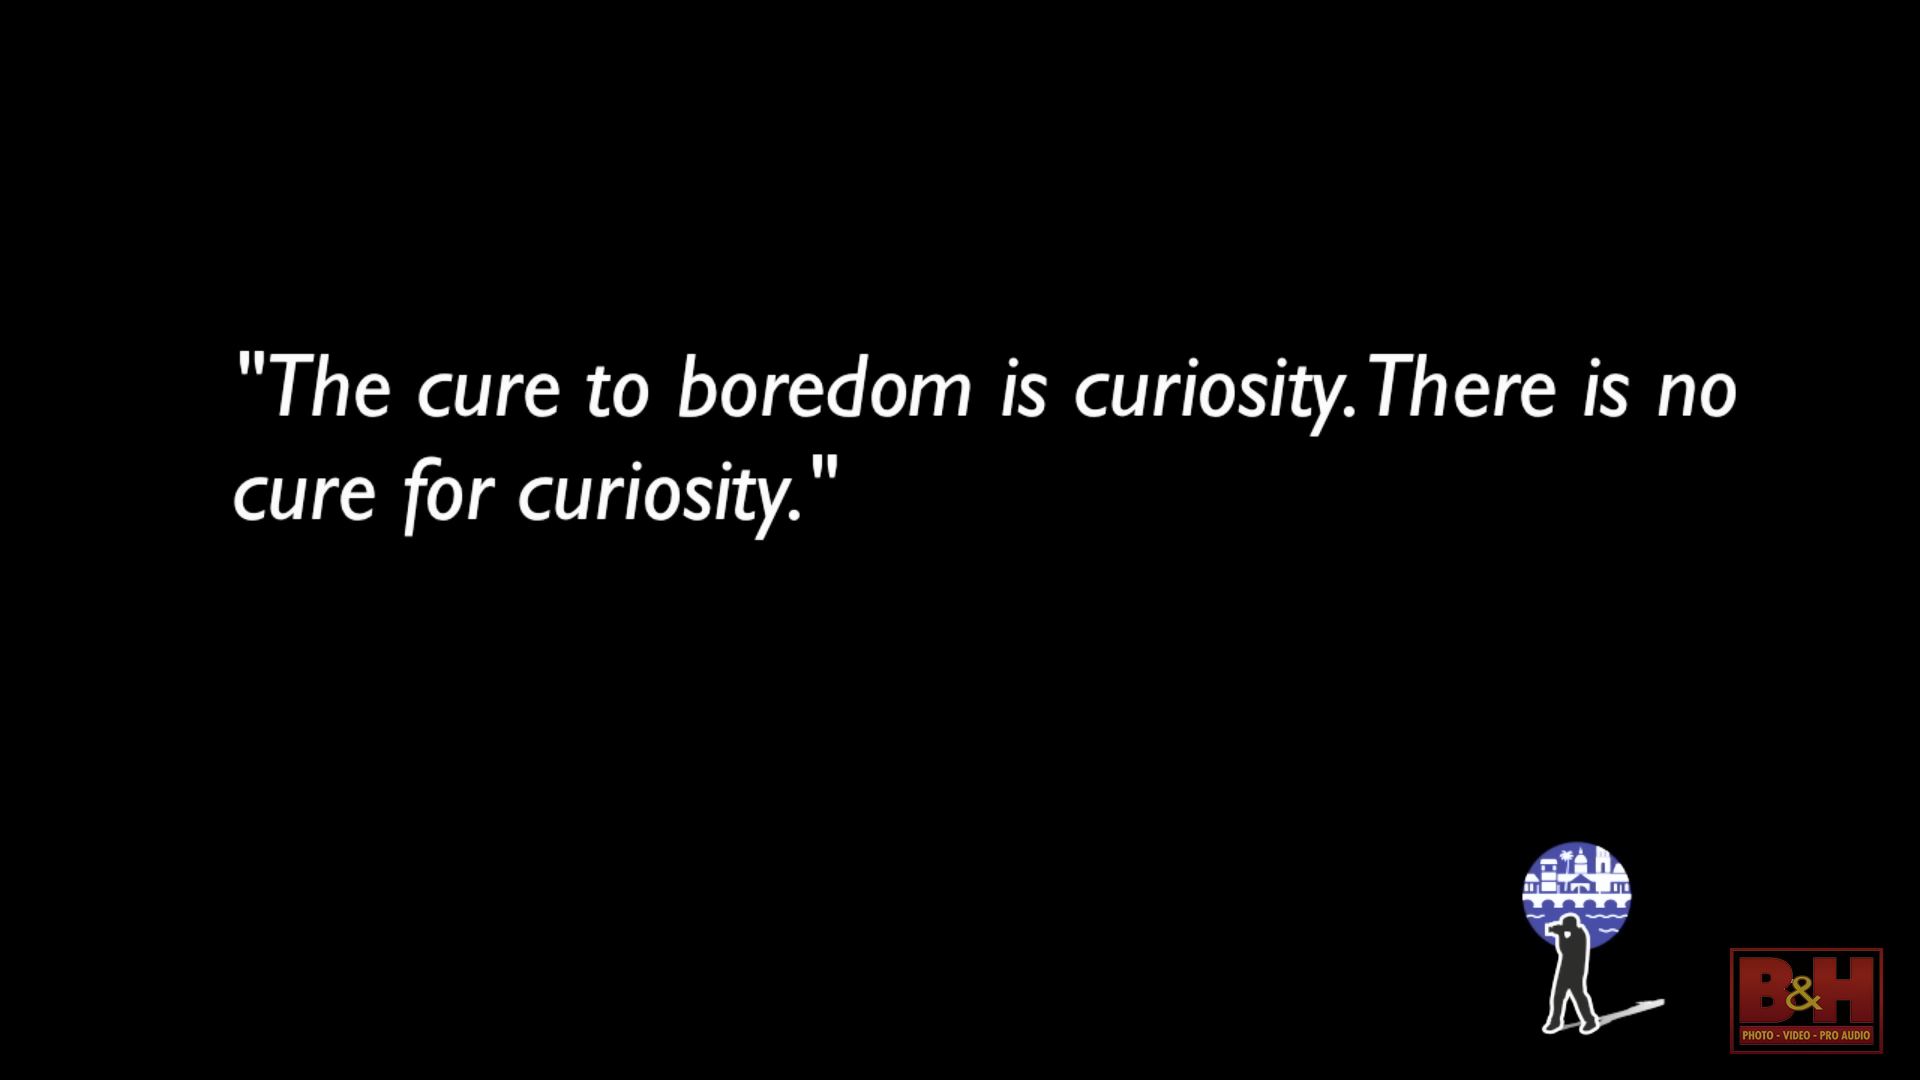 "The cure to boredom is curiosity. There is no
cure for curiosity."
B&H
PHOTO - VIDEO - PRO AUDIO